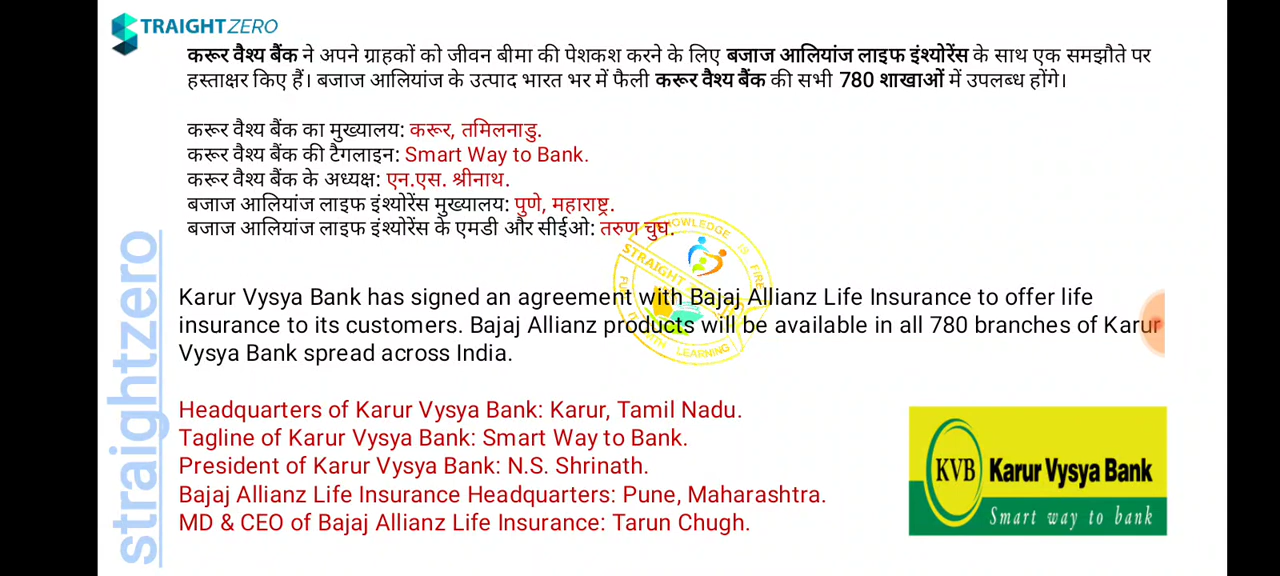 STRAIGHTZERO
करूर वैश्य बैंक ने अपने ग्राहकों को जीवन बीमा की पेशकश करने के लिए बजाज आलियांज लाइफ इंश्योरेंस के साथ एक समझौते पर
हस्ताक्षर किए हैं। बजाज आलियांज के उत्पाद भारत भर में फैली करूर वैश्य बैंक की सभी 780 शाखाओं में उपलब्ध होंगे।
करूर वैश्य बैंक का मुख्यालय: करूर, तमिलनाडु.
करूर वैश्य बैंक की टैगलाइन: Smart Way to Bank.
करूर वैश्य बैंक के अध्यक्ष: एन.एस. श्रीनाथ.
बजाज आलियांज लाइफ इंश्योरेंस मुख्यालय: पुणे, महाराष्ट्र.
बजाज आलियांज लाइफ इंश्योरेंस के एमडी और सीईओ: तरुण चुघ.
KNOWLEDGE IS FIRE
STRAIGHT
FUN WITH LEARNING
straightzero
Karur Vysya Bank has signed an agreement with Bajaj Allianz Life Insurance to offer life
insurance to its customers. Bajaj Allianz products will be available in all 780 branches of Karur
Vysya Bank spread across India.
Headquarters of Karur Vysya Bank: Karur, Tamil Nadu.
Tagline of Karur Vysya Bank: Smart Way to Bank.
President of Karur Vysya Bank: N.S. Shrinath.
Bajaj Allianz Life Insurance Headquarters: Pune, Maharashtra.
MD & CEO of Bajaj Allianz Life Insurance: Tarun Chugh.
KVB Karur Vysya Bank
Smart way to bank